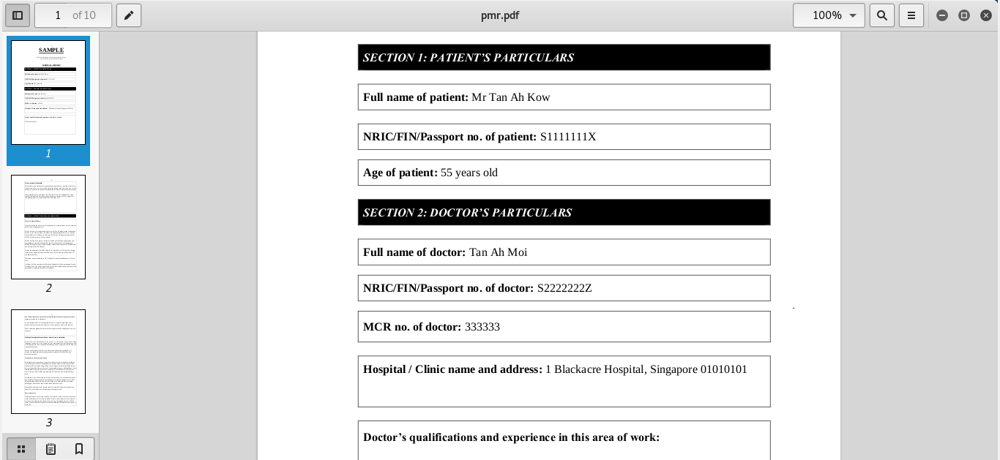 1 of 10
pmr.pdf
100%
SAMPLE
1
2
3
SECTION 1: PATIENT’S PARTICULARS
Full name of patient: Mr Tan Ah Kow
NRIC/FIN/Passport no. of patient: S1111111X
Age of patient: 55 years old
SECTION 2: DOCTOR’S PARTICULARS
Full name of doctor: Tan Ah Moi
NRIC/FIN/Passport no. of doctor: S2222222Z
MCR no. of doctor: 333333
Hospital / Clinic name and address: 1 Blackacre Hospital, Singapore 01010101
Doctor’s qualifications and experience in this area of work: